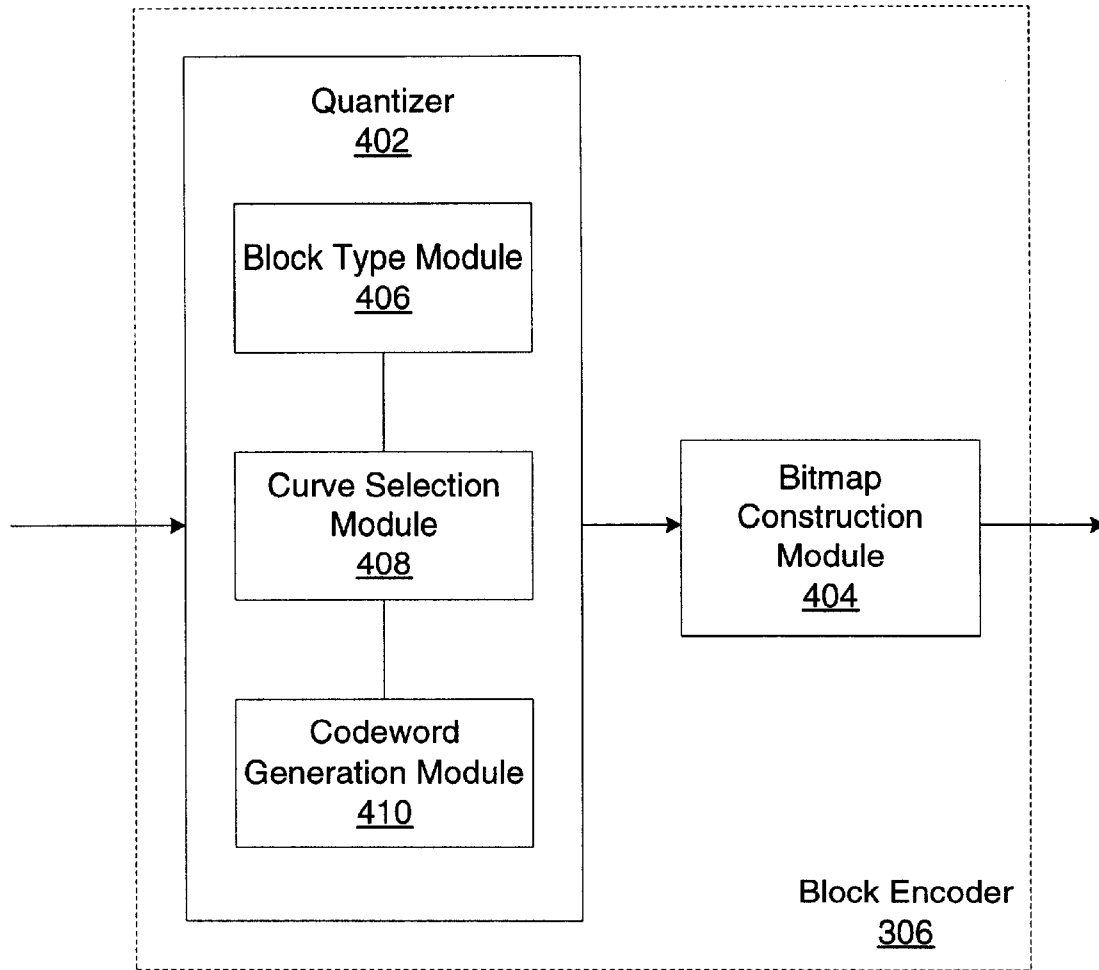 Quantizer
402
Block Type Module
406
Curve Selection
Module
408
Codeword
Generation Module
410
Bitmap
Construction
Module
404
Block Encoder
306